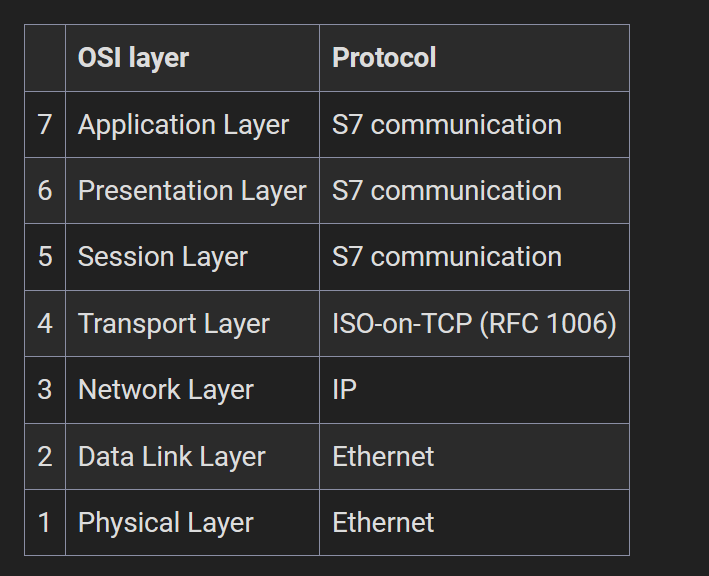 OSI layer Protocol
7 Application Layer S7 communication
6 Presentation Layer S7 communication
5 Session Layer S7 communication
4 Transport Layer ISO-on-TCP (RFC 1006)
3 Network Layer IP
2 Data Link Layer Ethernet
1 Physical Layer Ethernet